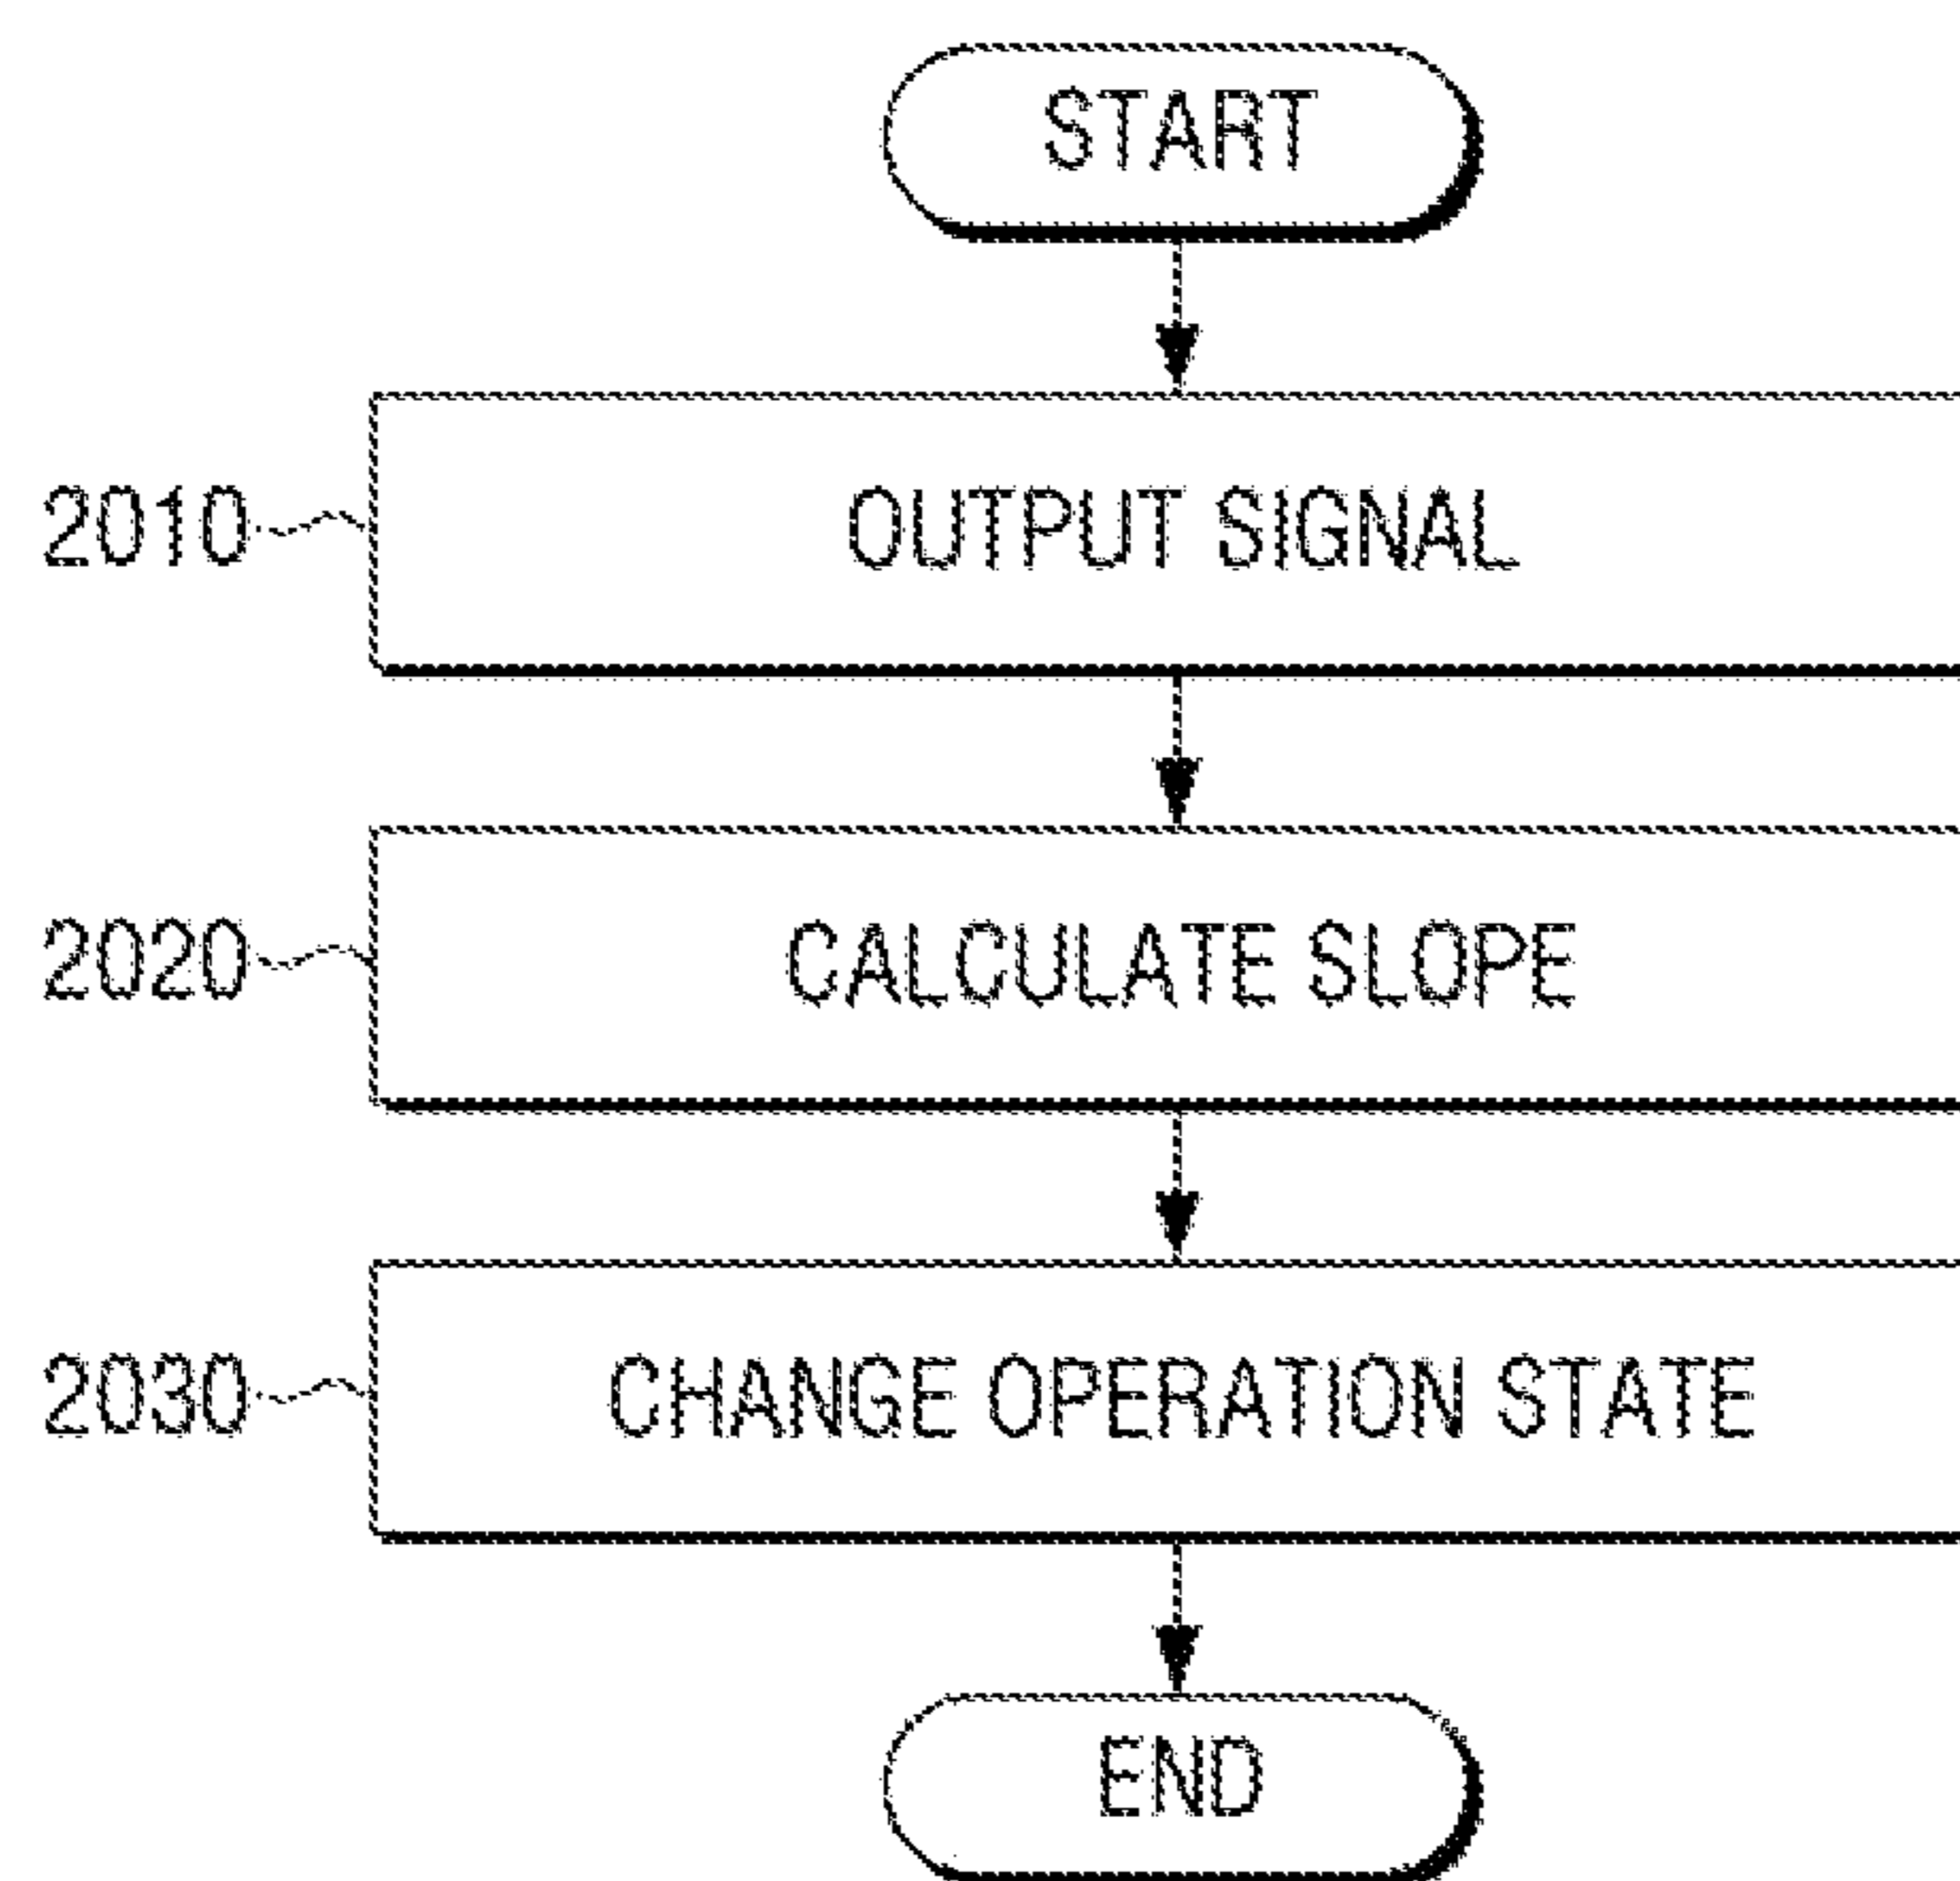 START
2010 OUTPUT SIGNAL
2020 CALCULATE SLOPE
2030 CHANGE OPERATION STATE
END